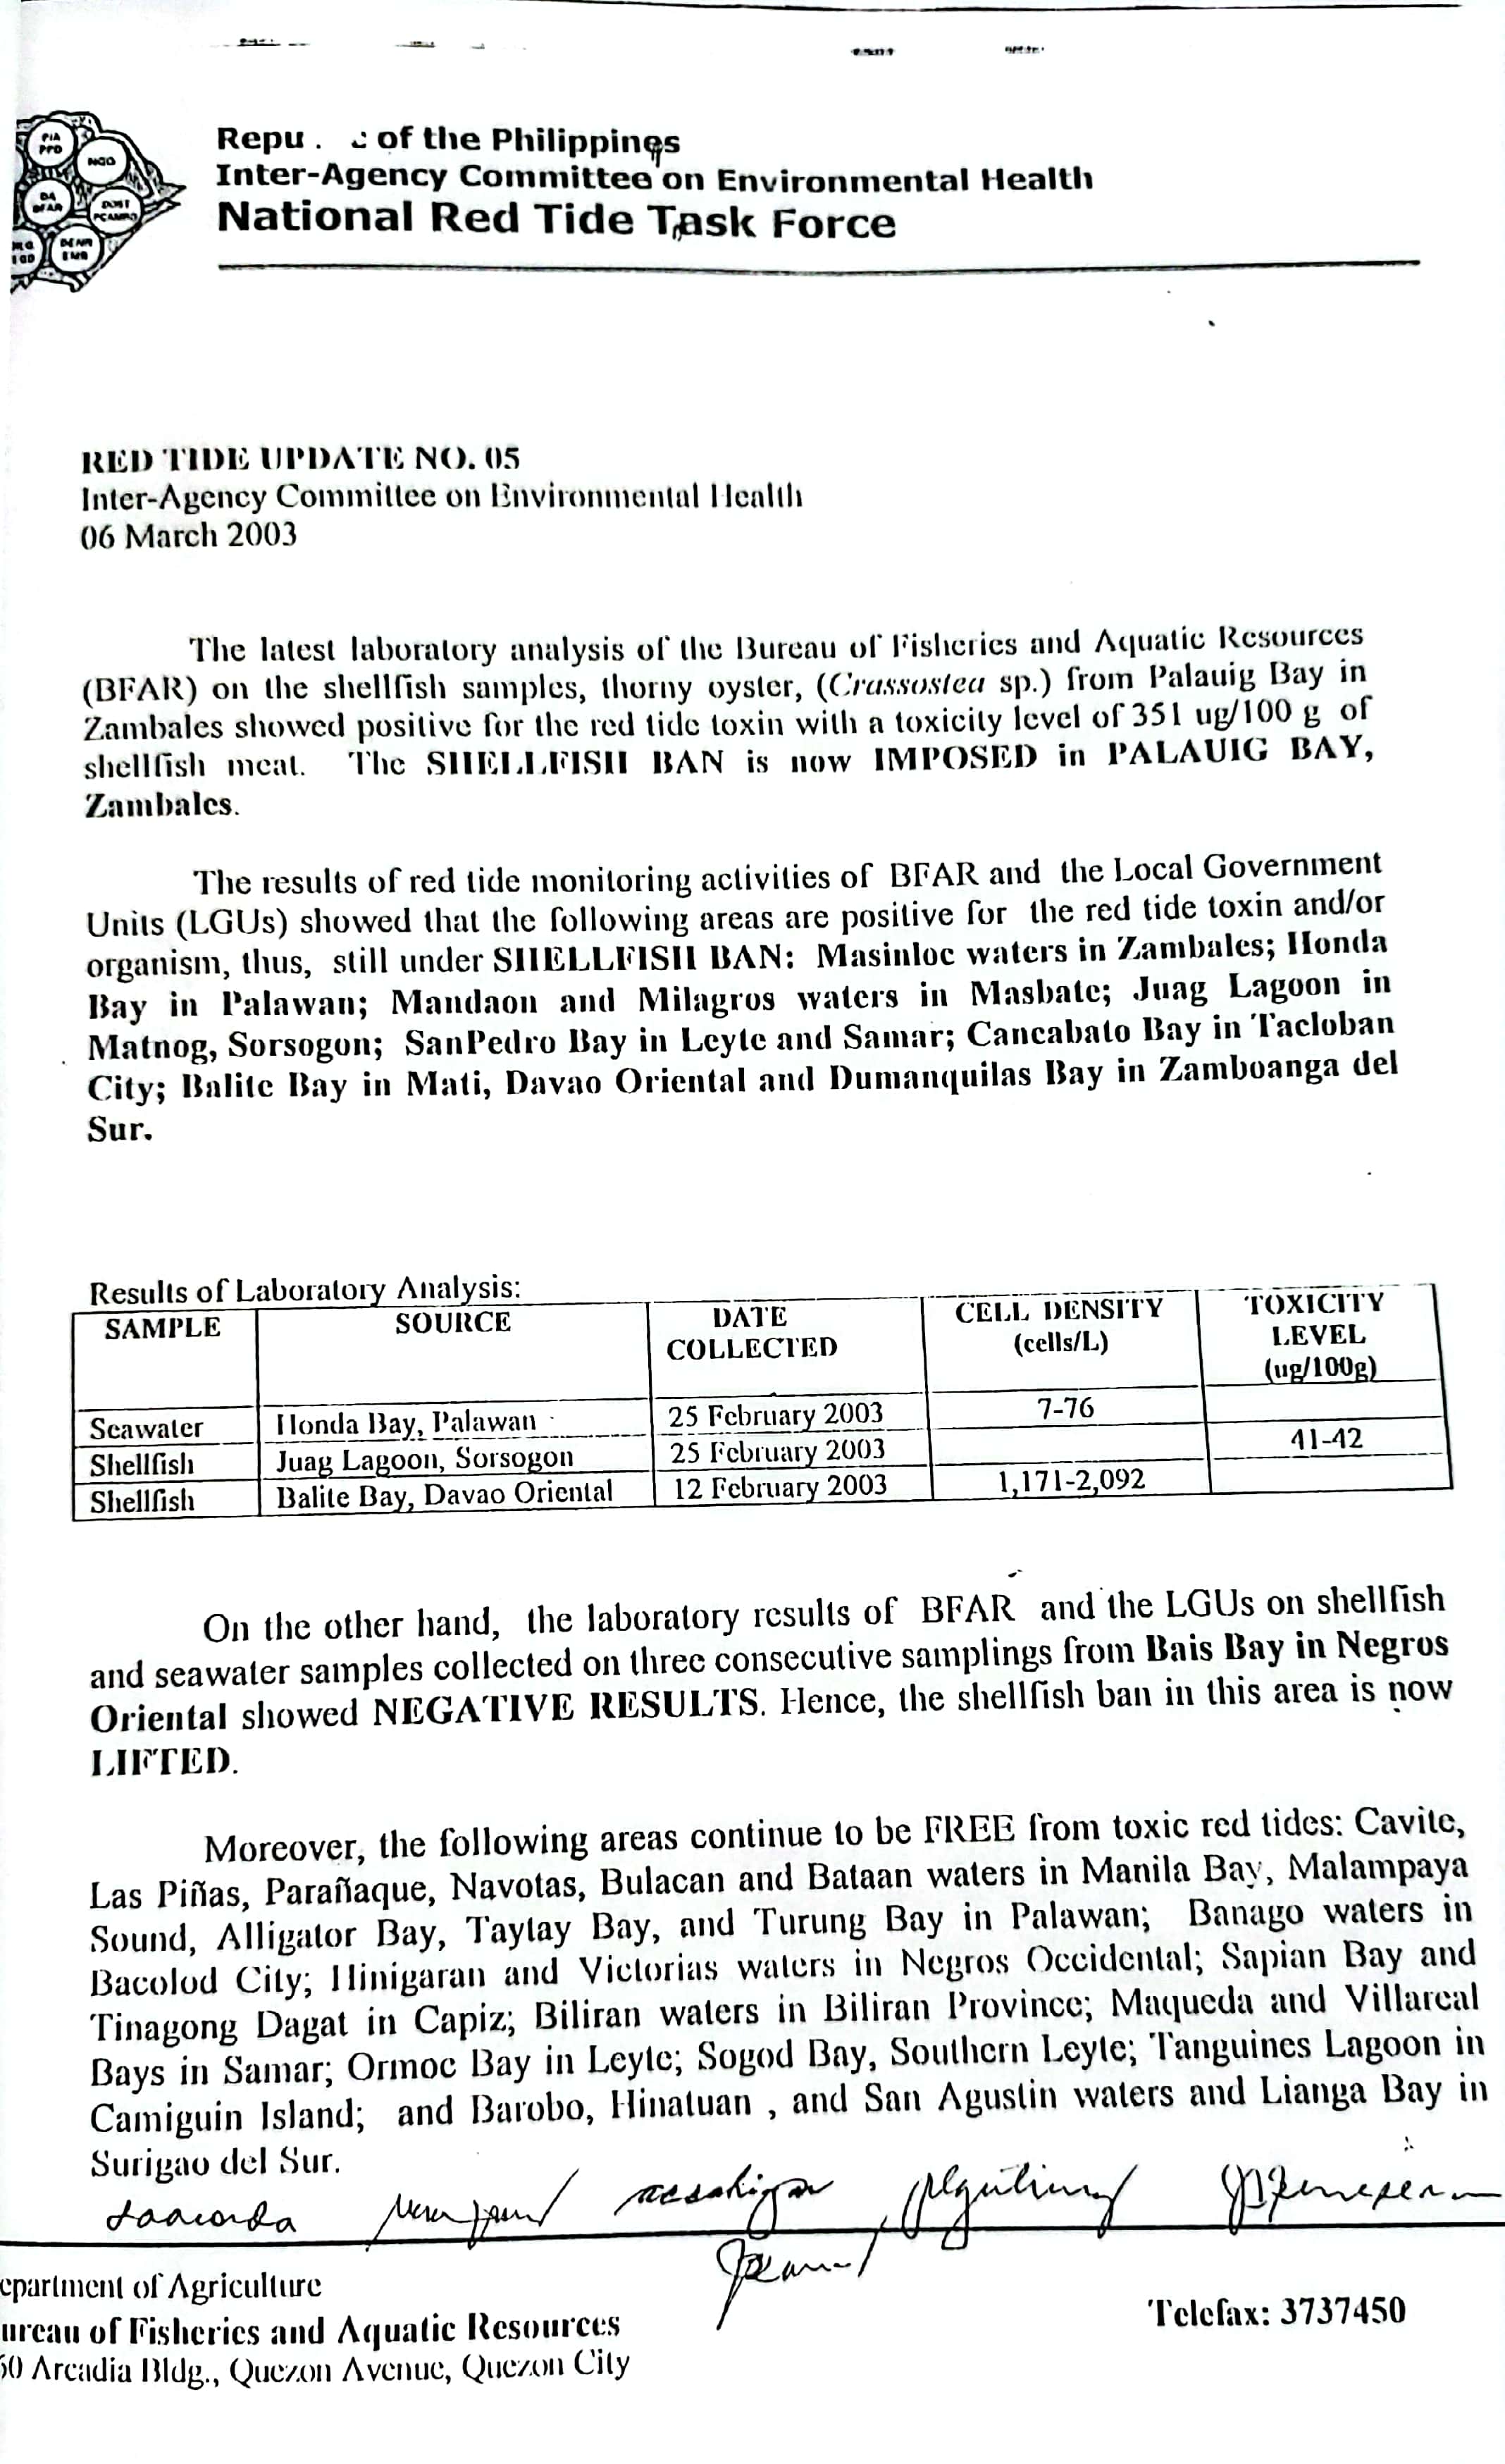 PIA
PPD
NGO
DA
BFAR
DOST
PCAMRD
DENR
EMB
of the Philippines
Inter-Agency Committee on Environmental Health
National Red Tide Task Force
RED TIDE UPDATE NO. 05
Inter-Agency Committee on Environmental Health
06 March 2003
The latest laboratory analysis of the Bureau of Fisheries and Aquatic Resources
(BFAR) on the shellfish samples, thorny oyster, (Crassostea sp.) from Palauig Bay in
Zambales showed positive for the red tide toxin with a toxicity level of 351 ug/100 g of
shellfish meat. The SHELLFISH BAN is now IMPOSED in PALAUIG BAY,
Zambales.
The results of red tide monitoring activities of BFAR and the Local Government
Units (LGUs) showed that the following areas are positive for the red tide toxin and/or
organism, thus, still under SHELLFISH BAN: Masinloc waters in Zambales; Honda
Bay in Palawan; Mandaon and Milagros waters in Masbate; Juag Lagoon in
Matnog, Sorsogon; SanPedro Bay in Leyte and Samar; Cancabato Bay in Tacloban
City; Balite Bay in Mati, Davao Oriental and Dumanquilas Bay in Zamboanga del
Sur.
Results of Laboratory Analysis:
SAMPLE SOURCE DATE COLLECTED CELL DENSITY (cells/L) TOXICITY LEVEL (ug/100g)
Seawater Honda Bay, Palawan 25 February 2003 7-76
Shellfish Juag Lagoon, Sorsogon 25 February 2003 41-42
Shellfish Balite Bay, Davao Oriental 12 February 2003 1,171-2,092
On the other hand, the laboratory results of BFAR and the LGUs on shellfish
and seawater samples collected on three consecutive samplings from Bais Bay in Negros
Oriental showed NEGATIVE RESULTS. Hence, the shellfish ban in this area is now
LIFTED.
Moreover, the following areas continue to be FREE from toxic red tides: Cavite,
Las Piñas, Parañaque, Navotas, Bulacan and Bataan waters in Manila Bay, Malampaya
Sound, Alligator Bay, Taytay Bay, and Turung Bay in Palawan; Banago waters in
Bacolod City; Hinigaran and Victorias waters in Negros Occidental; Sapian Bay and
Tinagong Dagat in Capiz; Biliran waters in Biliran Province; Maqueda and Villareal
Bays in Samar; Ormoc Bay in Leyte; Sogod Bay, Southern Leyte; Tanguines Lagoon in
Camiguin Island; and Barobo, Hinatuan , and San Agustin waters and Lianga Bay in
Surigao del Sur.
epartment of Agriculture
ureau of Fisheries and Aquatic Resources
60 Arcadia Bldg., Quezon Avenue, Quezon City
Telefax: 3737450